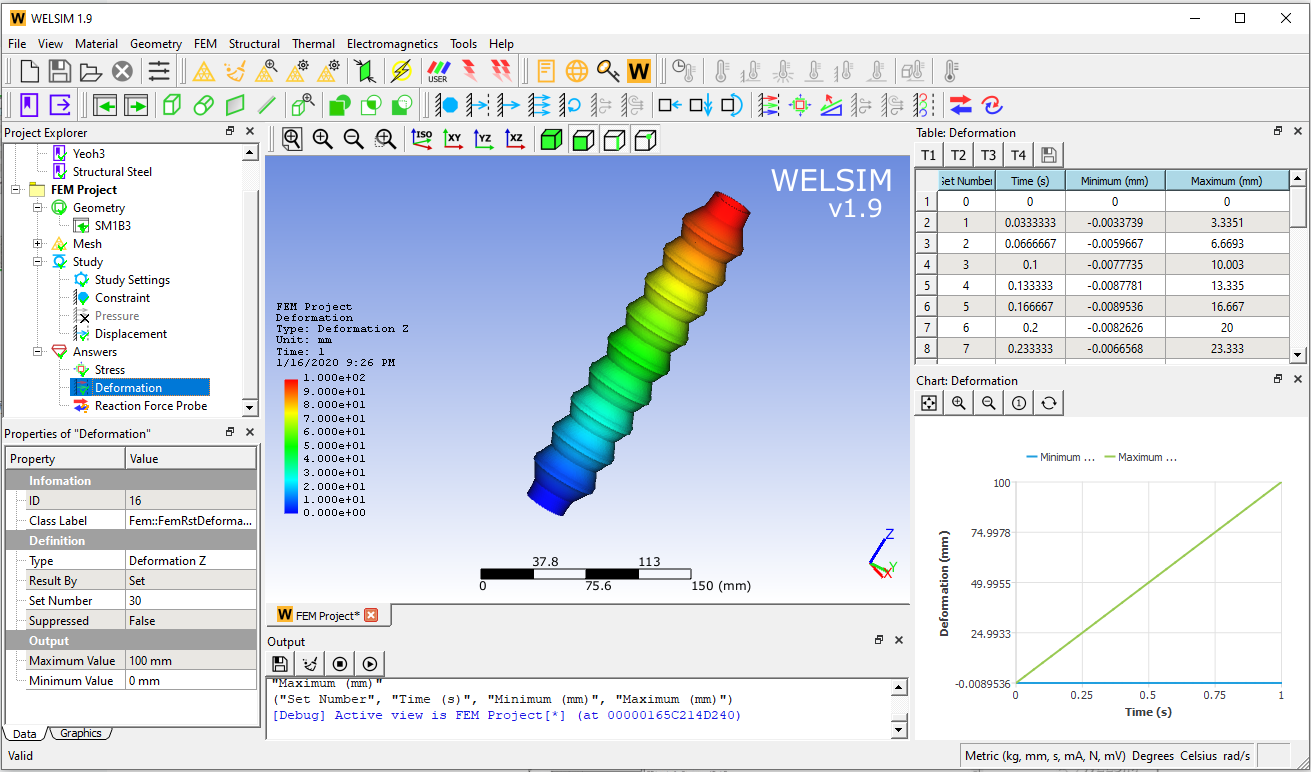 WELSIM 1.9
File View Material Geometry FEM Structural Thermal Electromagnetics Tools Help
USER
W
Project Explorer
Yeoh3
Structural Steel
FEM Project
Geometry
SM1B3
Mesh
Study
Study Settings
Constraint
Pressure
Displacement
Answers
Stress
Deformation
Reaction Force Probe
Properties of "Deformation"
Property Value
Infomation
ID 16
Class Label Fem::FemRstDeforma...
Definition
Type Deformation Z
Result By Set
Set Number 30
Suppressed False
Output
Maximum Value 100 mm
Minimum Value 0 mm
Data Graphics
Valid
ISO XY YZ XZ
WELSIM
v1.9
FEM Project
Deformation
Type: Deformation Z
Unit: mm
Time: 1
1/16/2020 9:26 PM
1.000e+02
9.000e+01
8.000e+01
7.000e+01
6.000e+01
5.000e+01
4.000e+01
3.000e+01
2.000e+01
1.000e+01
0.000e+00
37.8 113
0 75.6 150 (mm)
Z
Y
X
FEM Project*
Output
"Maximum (mm)"
("Set Number", "Time (s)", "Minimum (mm)", "Maximum (mm)")
[Debug] Active view is FEM Project[*] (at 00000165C214D240)
Table: Deformation
T1 T2 T3 T4
Set Number Time (s) Minimum (mm) Maximum (mm)
1 0 0 0 0
2 1 0.0333333 -0.0033739 3.3351
3 2 0.0666667 -0.0059667 6.6693
4 3 0.1 -0.0077735 10.003
5 4 0.133333 -0.0087781 13.335
6 5 0.166667 -0.0089536 16.667
7 6 0.2 -0.0082626 20
8 7 0.233333 -0.0066568 23.333
Chart: Deformation
Minimum ... Maximum ...
Deformation (mm)
100
74.9978
49.9955
24.9933
-0.0089536
0 0.25 0.5 0.75 1
Time (s)
Metric (kg, mm, s, mA, N, mV) Degrees Celsius rad/s